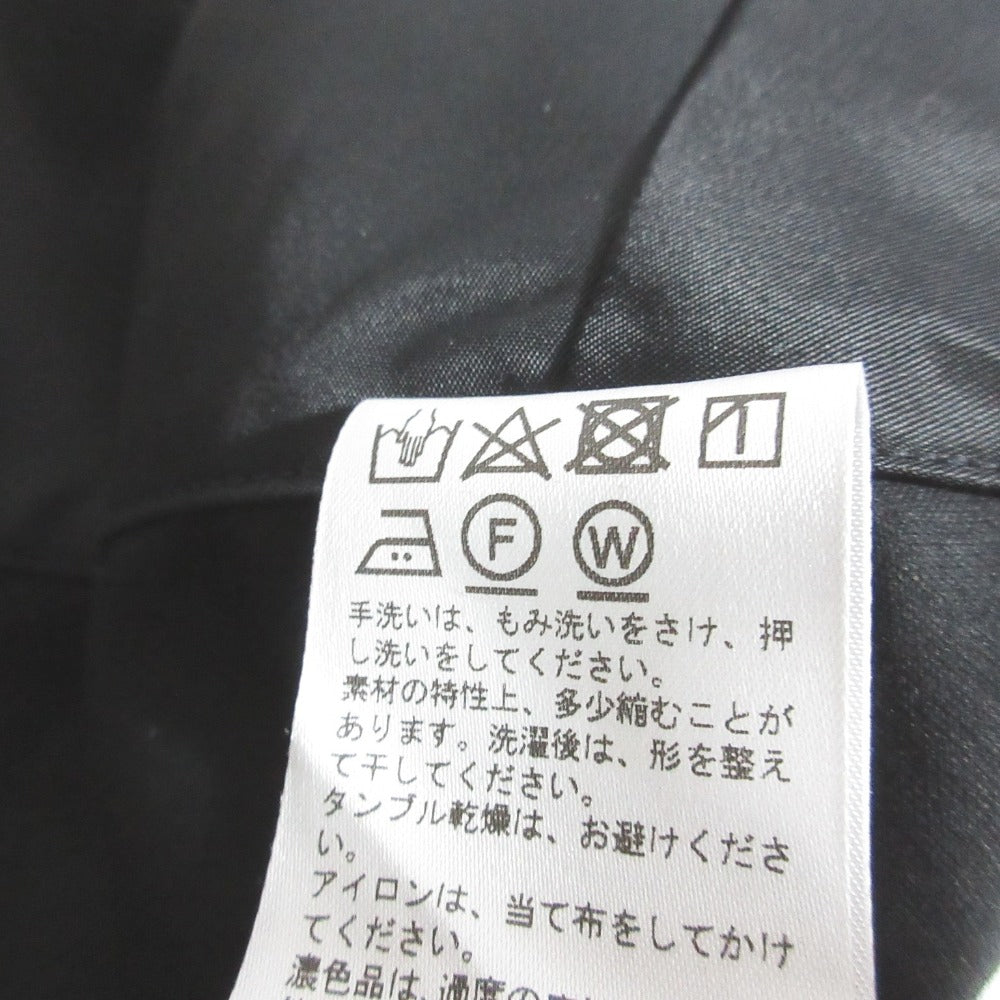 F W
手洗いは、もみ洗いをさけ、押
し洗いをしてください。
素材の特性上、多少縮むことが
あります。洗濯後は、形を整え
て干してください。
タンブル乾燥は、お避けくださ
い。
アイロンは、当て布をしてかけ
てください。
濃色品は、過度の